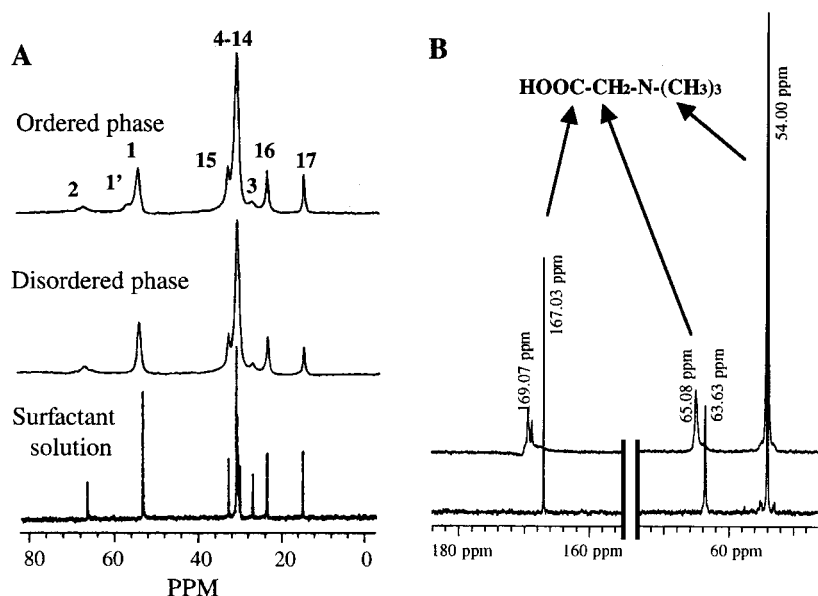 A
4-14
Ordered phase
1
15
16
17
2
1’
3
Disordered phase
Surfactant
solution
80
60
40
20
0
PPM
B
HOOC-CH2-N-(CH3)3
54.00 ppm
167.03 ppm
169.07 ppm
65.08 ppm
63.63 ppm
180 ppm
160 ppm
60 ppm